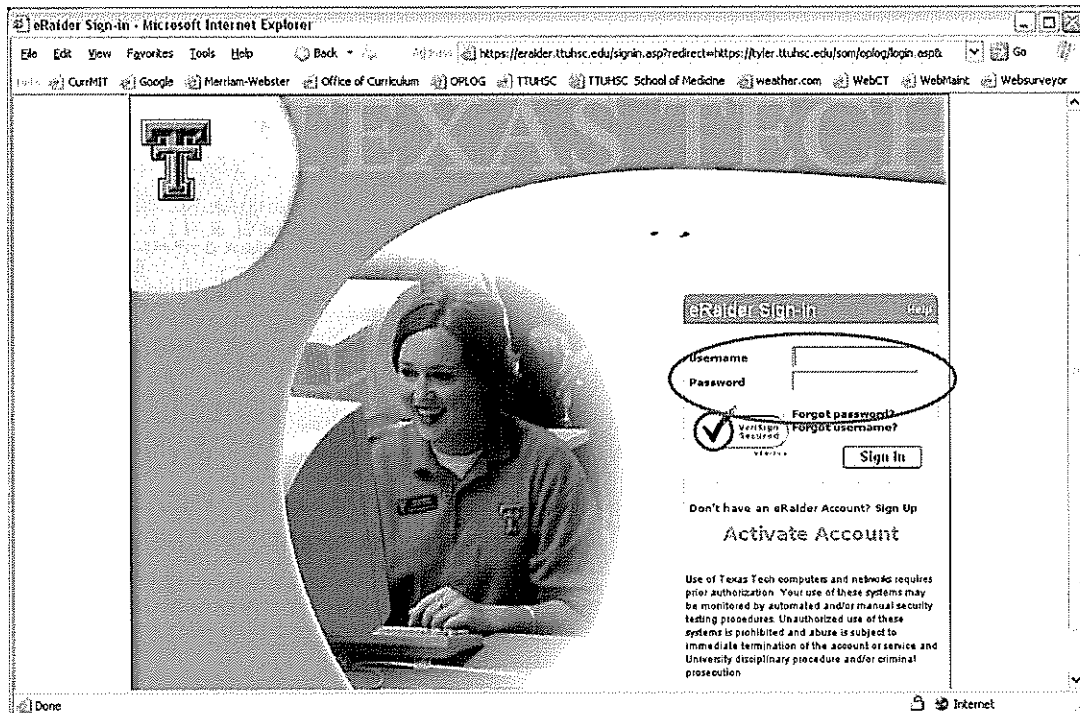 eRaider Sign-in - Microsoft Internet Explorer
File Edit View Favorites Tools Help Back https://eraider.ttuhsc.edu/signin.asp?redirect=https://tyler.ttuhsc.edu/som/oplog/login.asp& Go
CurrMIT Google Merriam-Webster Office of Curriculum OPLOG TTUHSC TTUHSC School of Medicine weather.com WebCT WebMaint Websurveyor
TEXAS TECH
eRaider Sign-In Help
Username
Password
Forgot password?
VeriSign Secured
Forgot username?
Sign In
Don't have an eRaider Account? Sign Up
Activate Account
Use of Texas Tech computers and networks requires
prior authorization. Your use of these systems may
be monitored by automated and/or manual security
testing procedures. Unauthorized use of these
systems is prohibited and abuse is subject to
immediate termination of the account or service and
University disciplinary procedure and/or criminal
prosecution
Done Internet